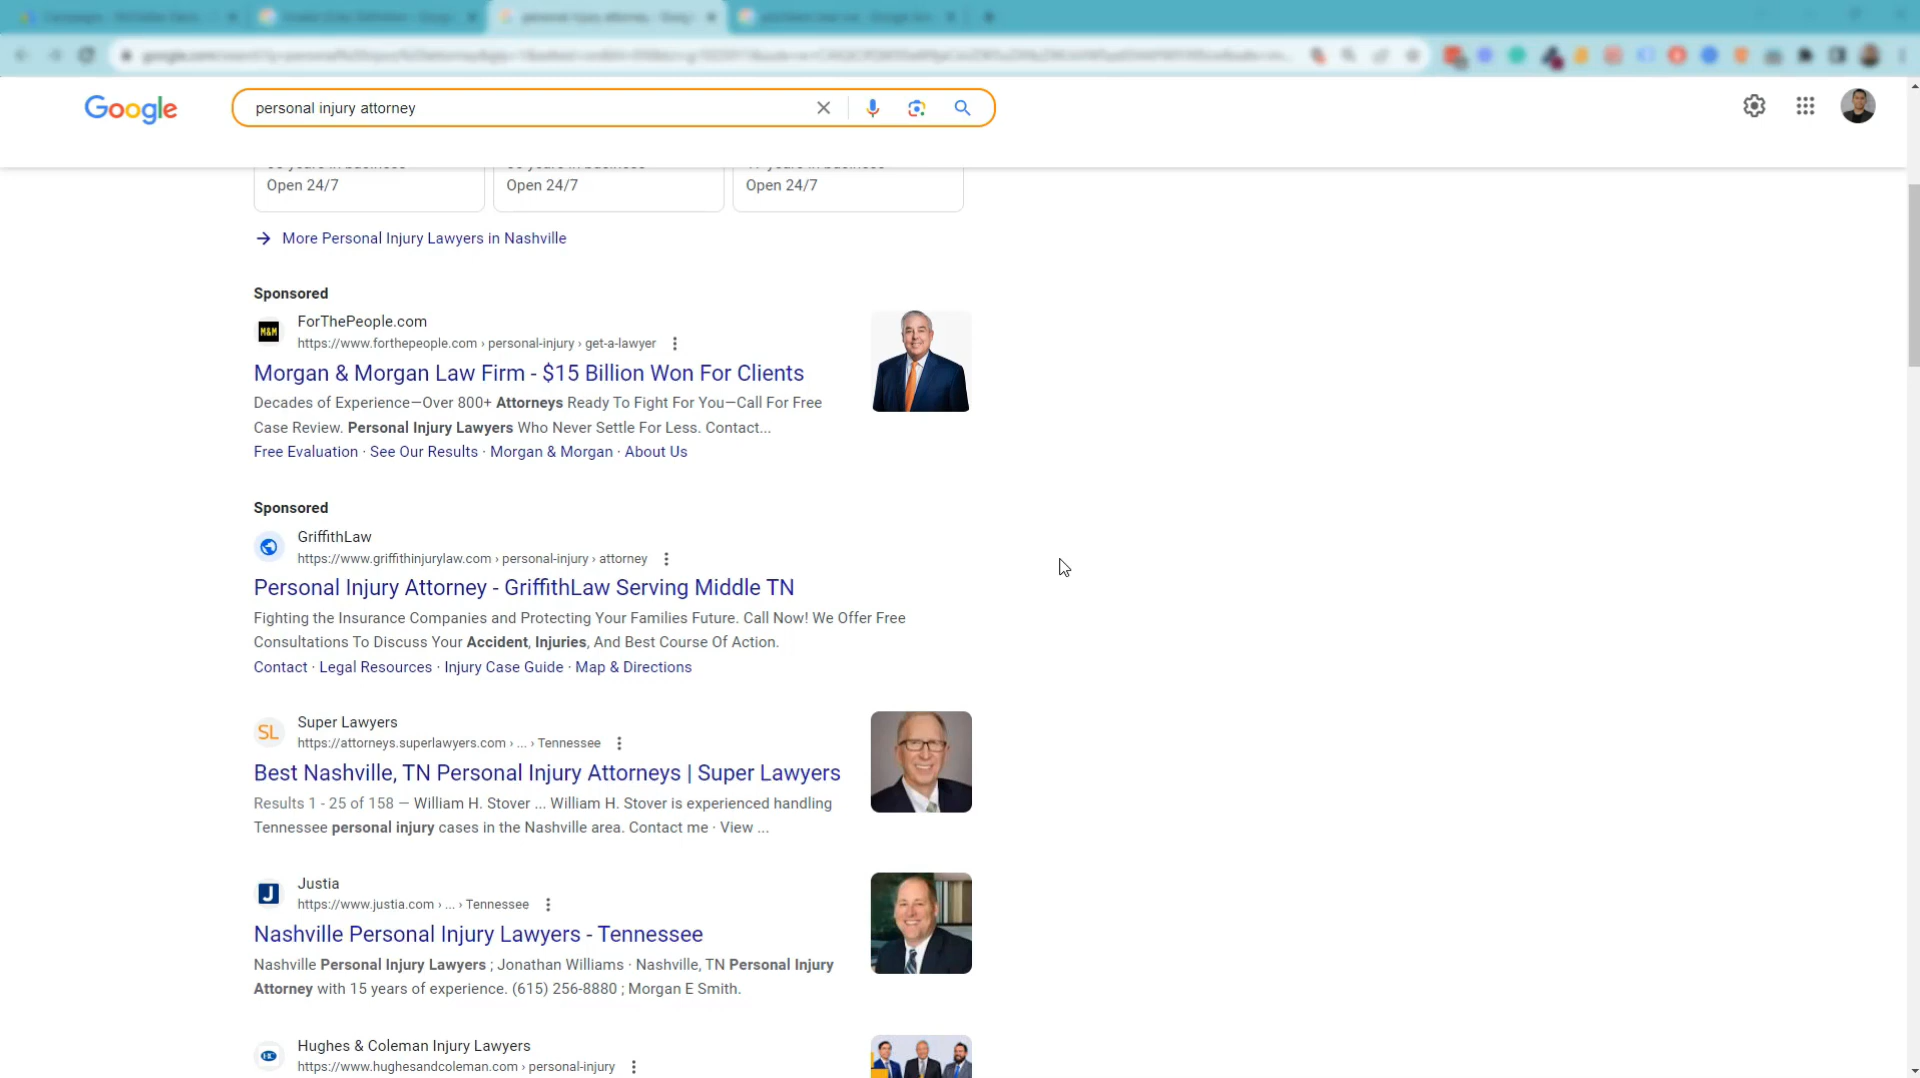 personal injury attorney
Google
Open 24/7
Open 24/7
Open 24/7
More Personal Injury Lawyers in Nashville
Sponsored
M&M
ForThePeople.com
https://www.forthepeople.com › personal-injury › get-a-lawyer
Morgan & Morgan Law Firm - $15 Billion Won For Clients
Decades of Experience—Over 800+ Attorneys Ready To Fight For You—Call For Free
Case Review. Personal Injury Lawyers Who Never Settle For Less. Contact...
Free Evaluation · See Our Results · Morgan & Morgan · About Us
Sponsored
GriffithLaw
https://www.griffithinjurylaw.com › personal-injury › attorney
Personal Injury Attorney - GriffithLaw Serving Middle TN
Fighting the Insurance Companies and Protecting Your Families Future. Call Now! We Offer Free
Consultations To Discuss Your Accident, Injuries, And Best Course Of Action.
Contact · Legal Resources · Injury Case Guide · Map & Directions
SL
Super Lawyers
https://attorneys.superlawyers.com › ... › Tennessee
Best Nashville, TN Personal Injury Attorneys | Super Lawyers
Results 1 - 25 of 158 — William H. Stover ... William H. Stover is experienced handling
Tennessee personal injury cases in the Nashville area. Contact me · View ...
J
Justia
https://www.justia.com › ... › Tennessee
Nashville Personal Injury Lawyers - Tennessee
Nashville Personal Injury Lawyers ; Jonathan Williams · Nashville, TN Personal Injury
Attorney with 15 years of experience. (615) 256-8880 ; Morgan E Smith.
HC
Hughes & Coleman Injury Lawyers
https://www.hughesandcoleman.com › personal-injury